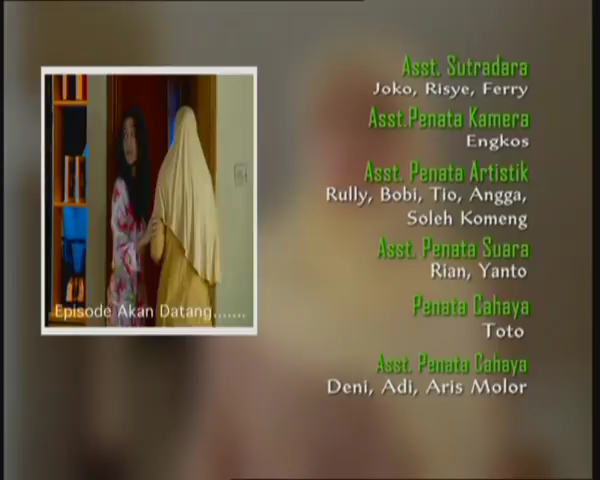 Asst. Sutradara
Joko, Risye, Ferry
Asst.Penata Kamera
Engkos
Asst. Penata Artistik
Rully, Bobi, Tio, Angga,
Soleh Komeng
Asst. Penata Suara
Rian, Yanto
Penata Cahaya
Toto
Asst. Penata Cahaya
Deni, Adi, Aris Molor
Episode Akan Datang.......